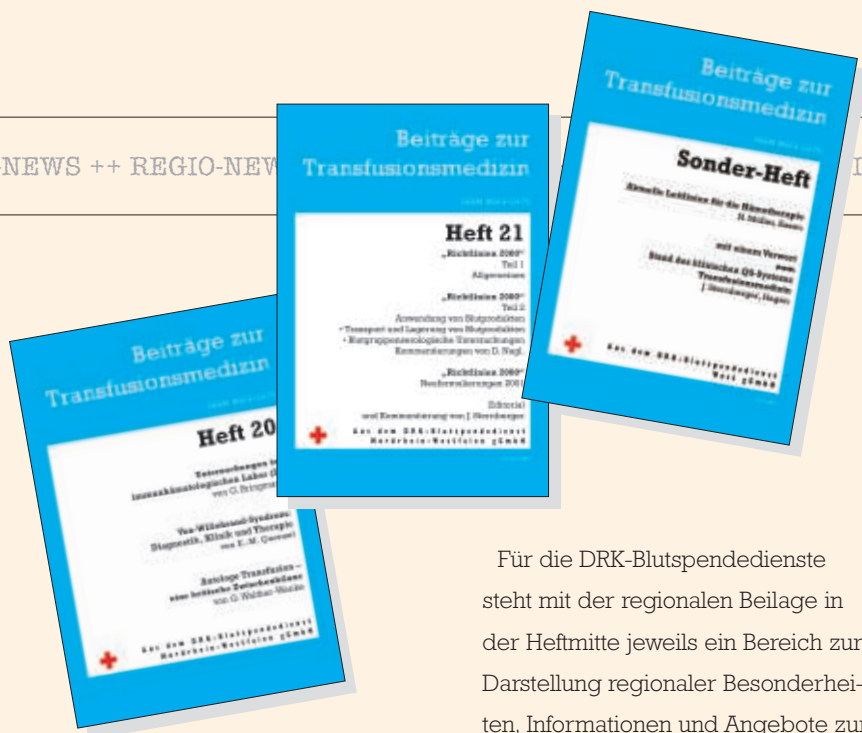 -NEWS ++ REGIO-NEW
Beiträge zur
Transfusionsmedizin
Sonder-Heft
Aktuelle Leitlinien für die Hämotherapie
mit einem Vorwort
zum
Stand des klinischen QS-Systems
Transfusionsmedizin
Aus dem DRK-Blutspendedienst
West gGmbH
Beiträge zur
Transfusionsmedizin
Heft 21
„Richtlinien 2000“
Teil 1
Allgemeines
„Richtlinien 2000“
Teil 2
Anwendung von Blutprodukten
• Transport und Lagerung von Blutprodukten
• Blutgruppenserologische Untersuchungen
Kommentierungen von D. Nagl.
„Richtlinien 2000“
Neuformulierungen 2001
Editorial
und Kommentierung von J.
Aus dem DRK-Blutspendedienst
Nordrhein-Westfalen gGmbH
Beiträge zur
Transfusionsmedizin
Heft 20
Untersuchungen
immunhämatologischen Labor
Von-Willebrand-Syndrom:
Diagnostik, Klinik und Therapie
Autologe Transfusion –
eine kritische Zwischenbilanz
Aus dem DRK-Blutspendedienst
Nordrhein-Westfalen gGmbH
Für die DRK-Blutspendedienste
steht mit der regionalen Beilage in
der Heftmitte jeweils ein Bereich zur
Darstellung regionaler Besonderhei-
ten, Informationen und Angebote zur